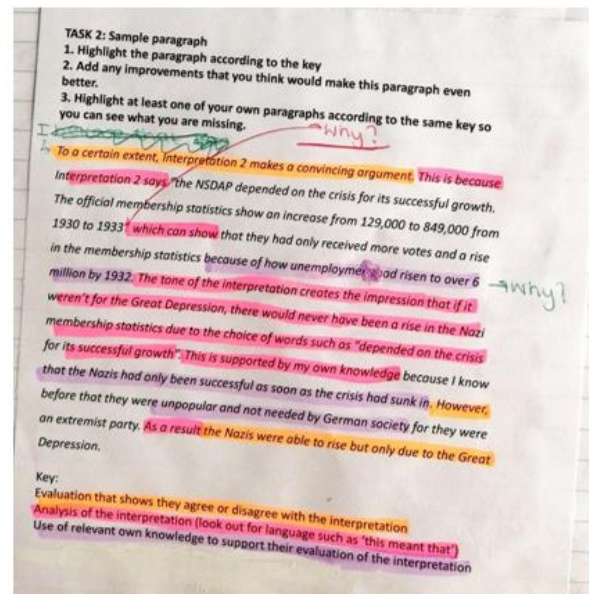 TASK 2: Sample paragraph
1. Highlight the paragraph according to the key
2. Add any improvements that you think would make this paragraph even
better.
3. Highlight at least one of your own paragraphs according to the same key so
you can see what you are missing.
why?
To a certain extent, Interpretation 2 makes a convincing argument. This is because
Interpretation 2 says "the NSDAP depended on the crisis for its successful growth.
The official membership statistics show an increase from 129,000 to 849,000 from
1930 to 1933" which can show that they had only received more votes and a rise
in the membership statistics because of how unemployment had risen to over 6
why?
million by 1932. The tone of the interpretation creates the impression that if it
weren't for the Great Depression, there would never have been a rise in the Nazi
membership statistics due to the choice of words such as "depended on the crisis
for its successful growth". This is supported by my own knowledge because I know
that the Nazis had only been successful as soon as the crisis had sunk in. However,
before that they were unpopular and not needed by German society for they were
an extremist party. As a result the Nazis were able to rise but only due to the Great
Depression.
Key:
Evaluation that shows they agree or disagree with the interpretation
Analysis of the interpretation (look out for language such as 'this meant that')
Use of relevant own knowledge to support their evaluation of the interpretation